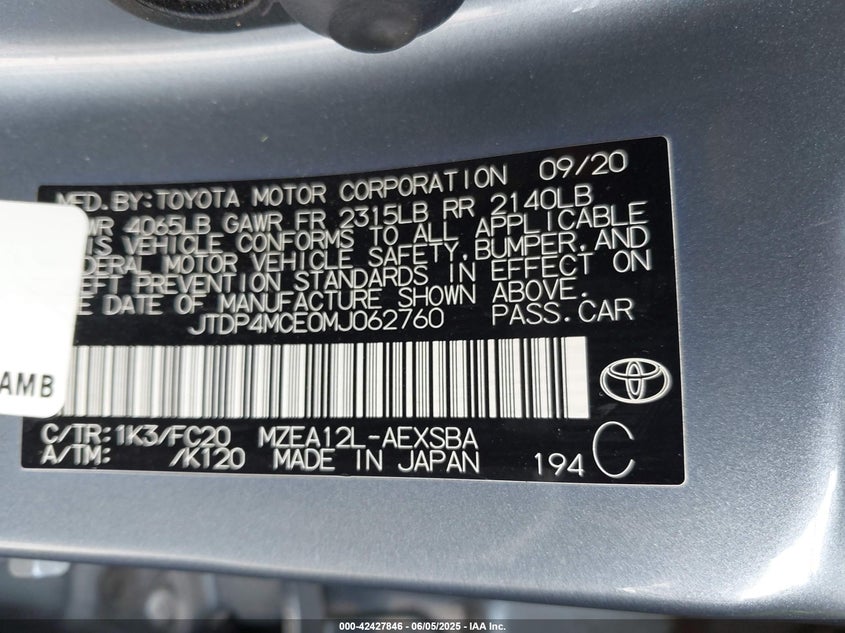 MFD.BY:TOYOTA MOTOR CORPORATION 09/20
4065LB GAWR FR 2315LB RR 2140LB
VEHICLE CONFORMS TO ALL APPLICABLE
MOTOR VEHICLE SAFETY,BUMPER,AND
PREVENTION STANDARDS IN EFFECT ON
DATE OF MANUFACTURE SHOWN ABOVE.
JTDP4MCE0MJ062760 PASS.CAR
AMB
C/TR:1K3/FC20 MZEA12L-AEXSBA
A/TM: /K120 MADE IN JAPAN 194 C
000-42427846 - 06/05/2025 - IAA Inc.